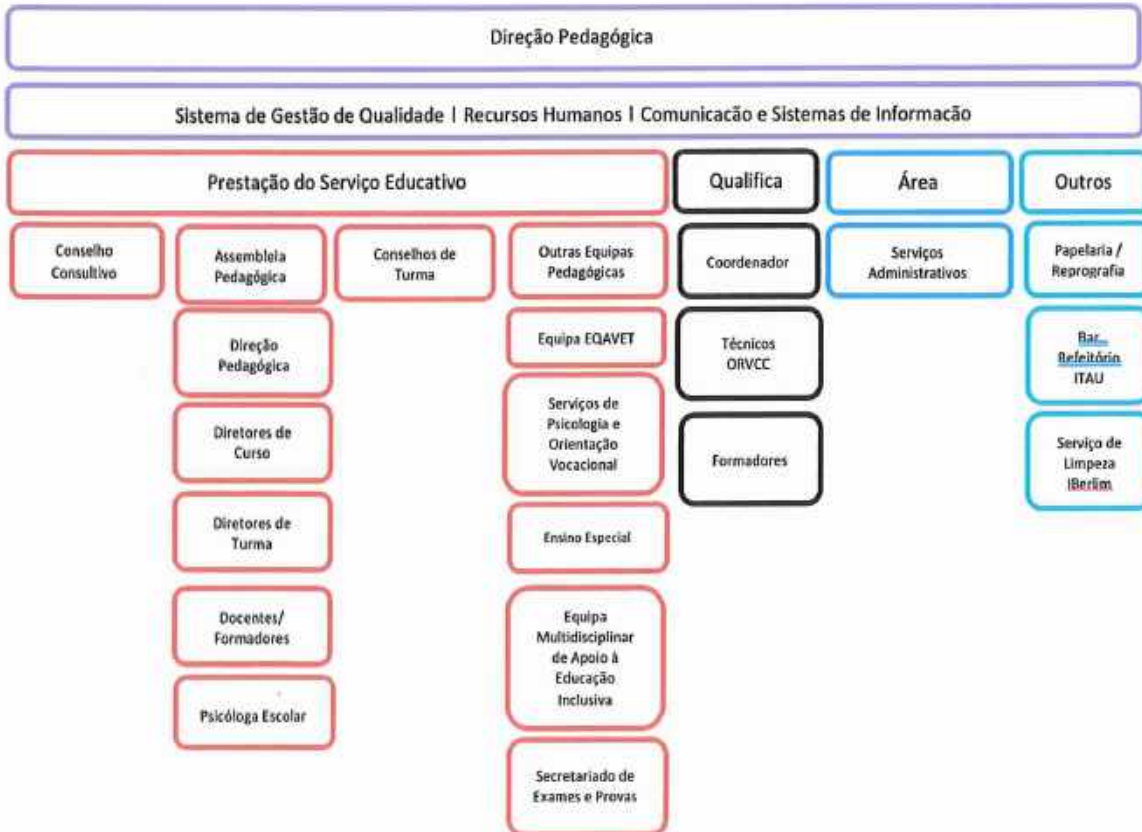 Direção Pedagógica
Sistema de Gestão de Qualidade | Recursos Humanos | Comunicacão e Sistemas de Informacão
Prestação do Serviço Educativo
Qualifica
Área
Outros
Conselho
Consultivo
Assembleia
Pedagógica
Conselhos de
Turma
Outras Equipas
Pedagógicas
Coordenador
Serviços
Administrativos
Papelaria /
Reprografia
Direção
Pedagógica
Equipa EQAVET
Técnicos
ORVCC
Bar
Refeitório
ITAU
Diretores de
Curso
Serviços de
Psicologia e
Orientação
Vocacional
Formadores
Serviço de
Limpeza
IBerlim
Diretores de
Turma
Ensino Especial
Docentes/
Formadores
Equipa
Multidisciplinar
de Apoio à
Educação
Inclusiva
Psicóloga Escolar
Secretariado de
Exames e Provas